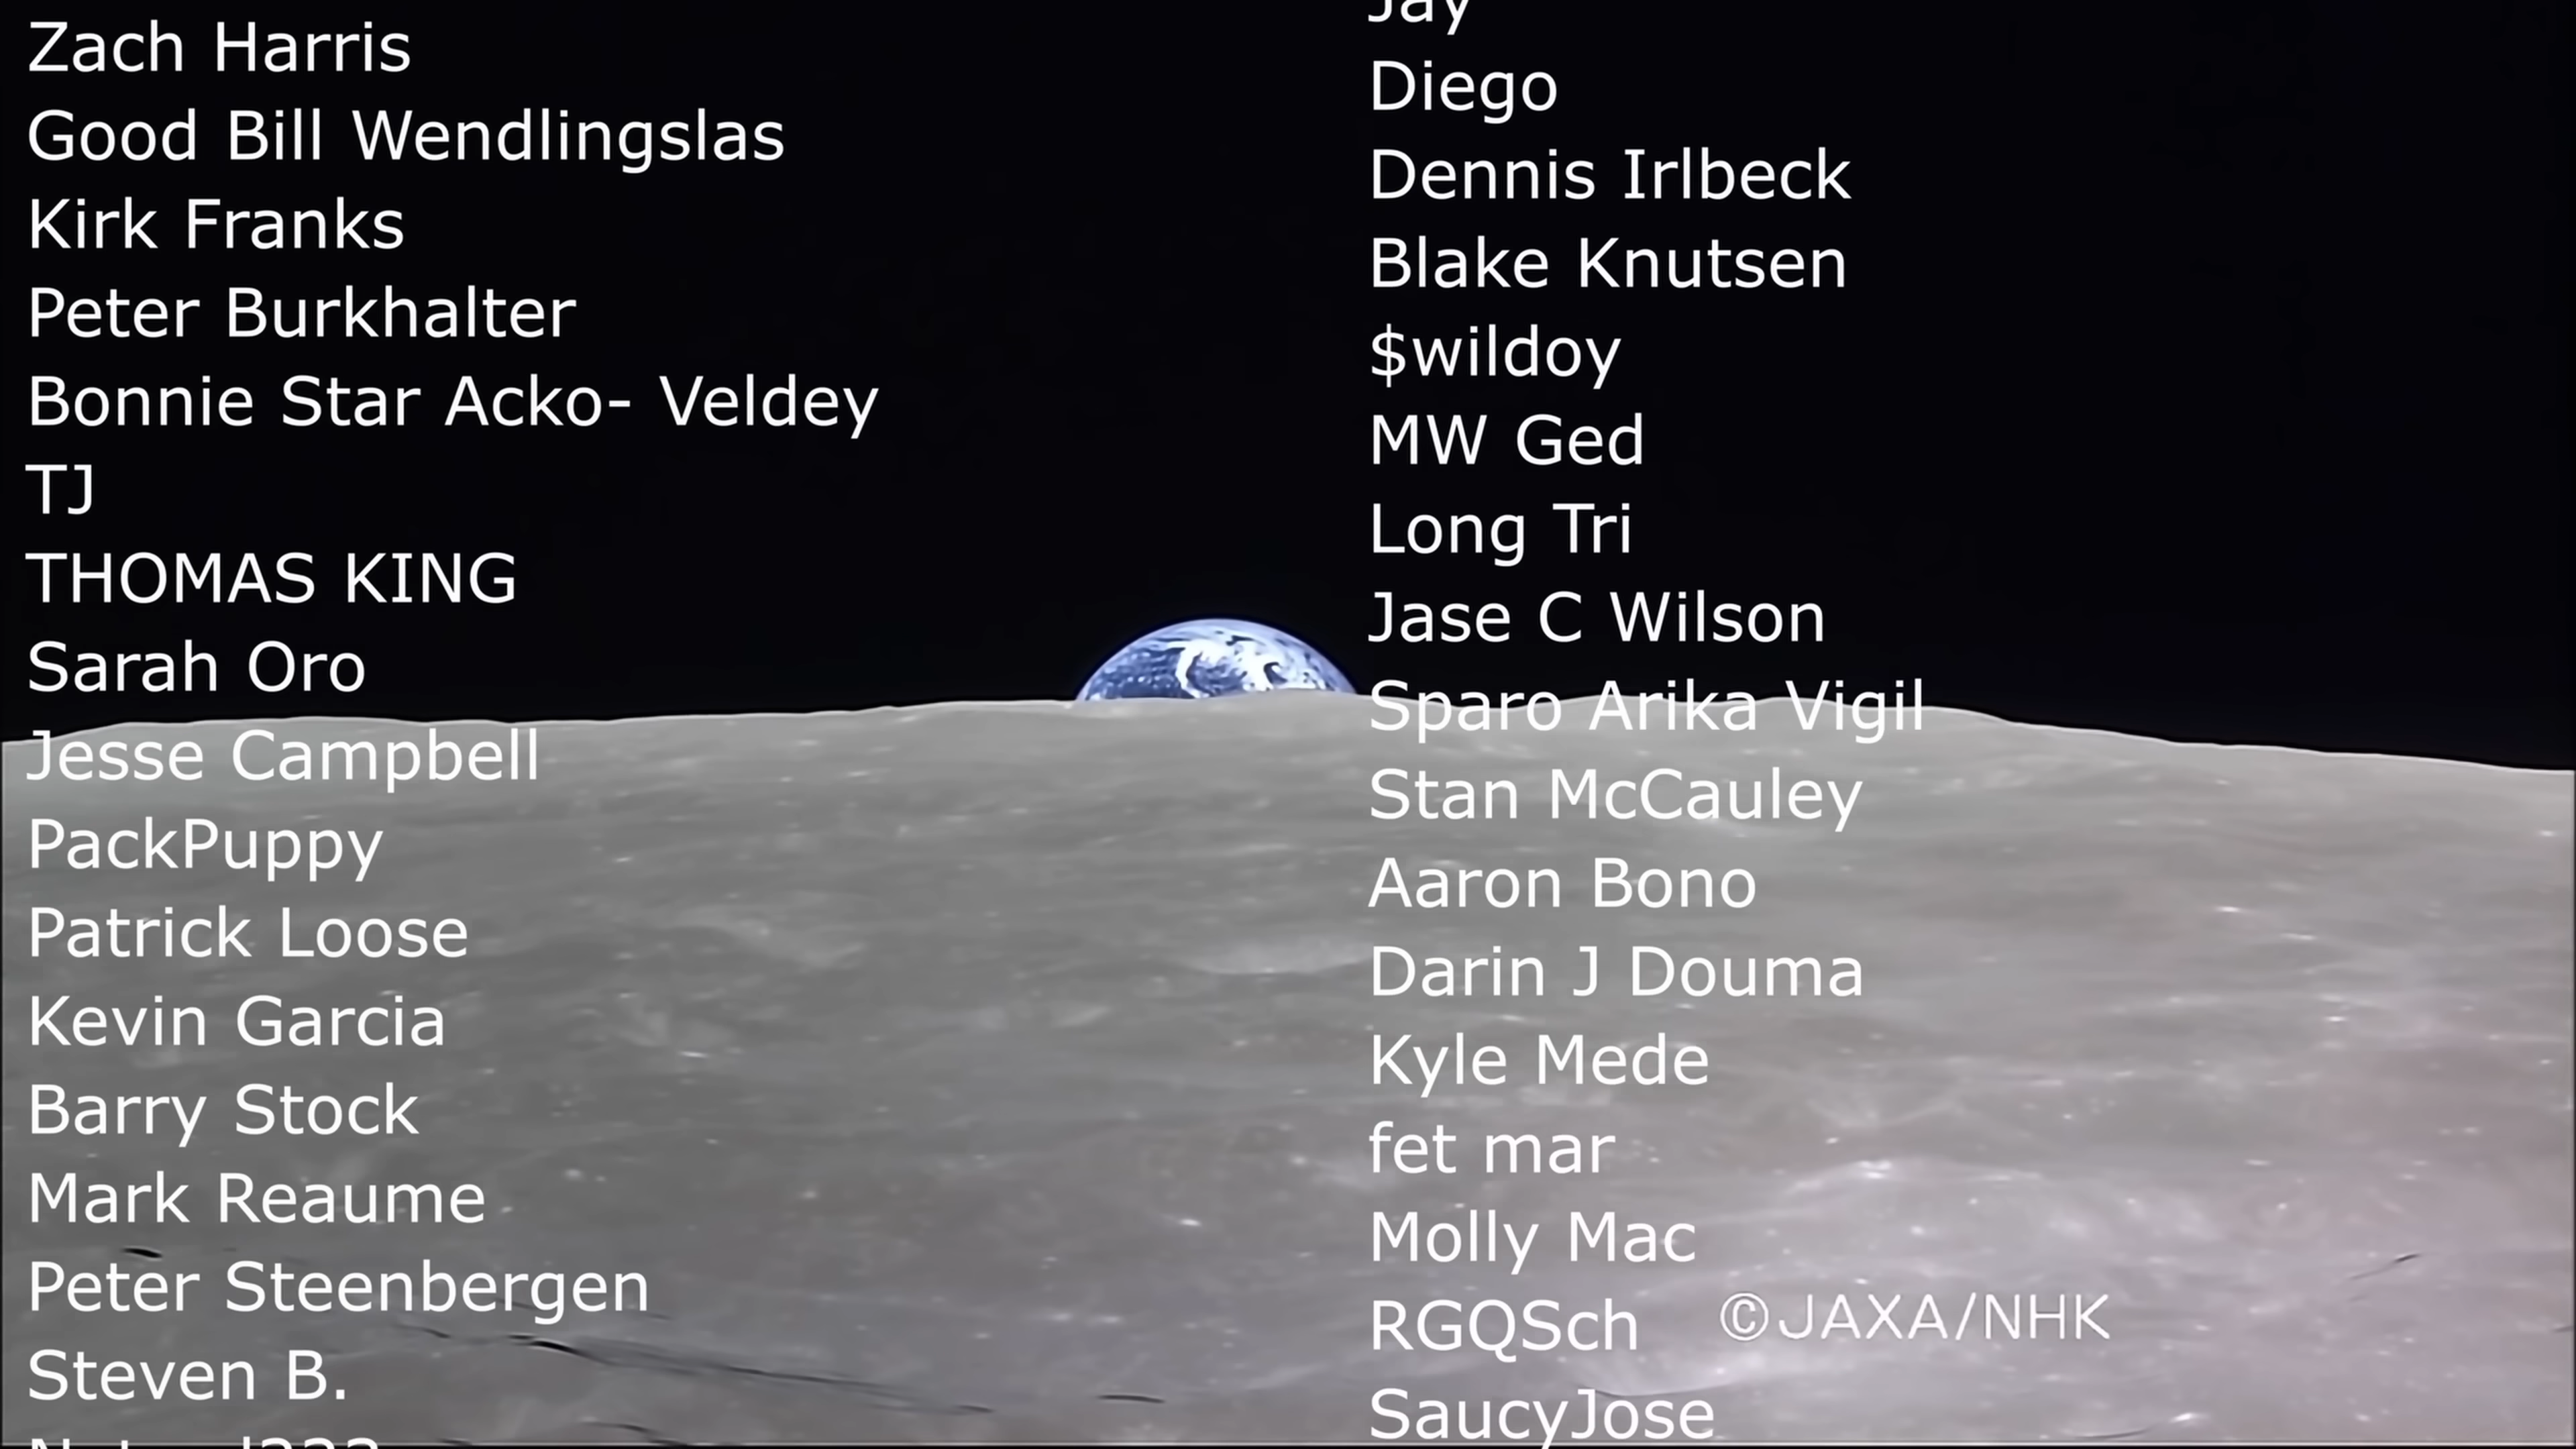 Zach Harris
Good Bill Wendlingslas
Kirk Franks
Peter Burkhalter
Bonnie Star Acko- Veldey
TJ
THOMAS KING
Sarah Oro
Jesse Campbell
PackPuppy
Patrick Loose
Kevin Garcia
Barry Stock
Mark Reaume
Peter Steenbergen
Steven B.
Jay
Diego
Dennis Irlbeck
Blake Knutsen
$wildoy
MW Ged
Long Tri
Jase C Wilson
Sparo Arika Vigil
Stan McCauley
Aaron Bono
Darin J Douma
Kyle Mede
fet mar
Molly Mac
RGQSch
©JAXA/NHK
SaucyJose